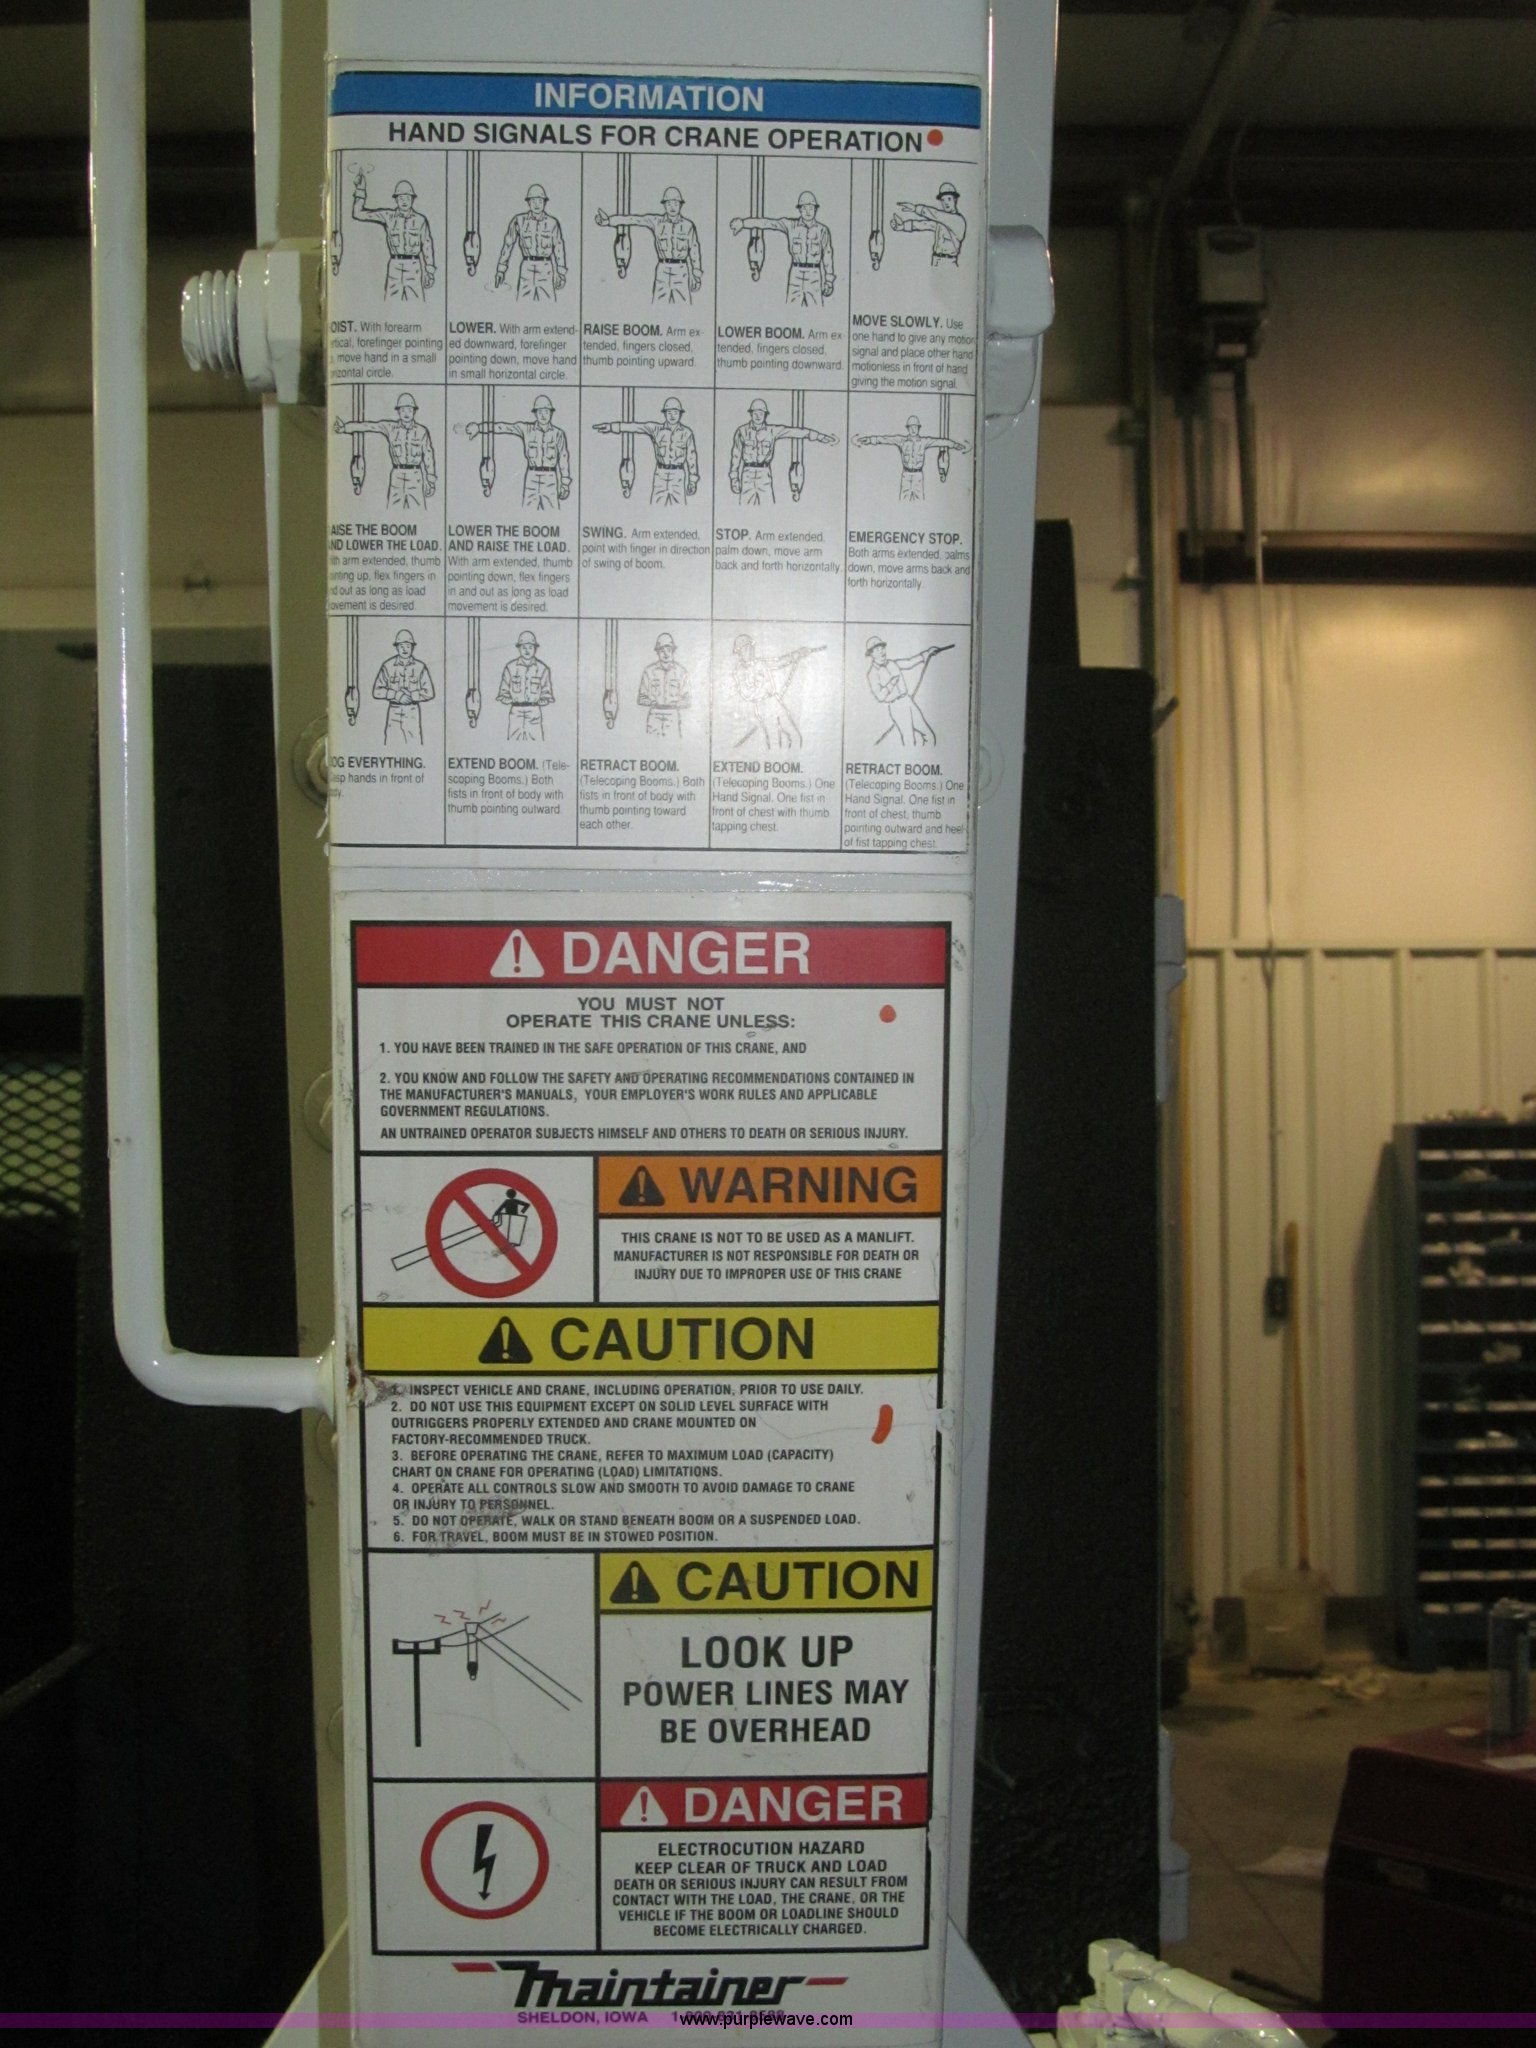 INFORMATION
HAND SIGNALS FOR CRANE OPERATION
OIST. With forearm
rtical, forefinger pointing
move hand in a small
rizontal circle.
LOWER. With arm extend-
ed downward, forefinger
pointing down, move hand
in small horizontal circle.
RAISE BOOM. Arm ex-
tended, fingers closed,
thumb pointing upward.
LOWER BOOM. Arm ex-
tended, fingers closed,
thumb pointing downward.
MOVE SLOWLY. Use
one hand to give any motion
signal and place other hand
motionless in front of hand
giving the motion signal.
AISE THE BOOM
ND LOWER THE LOAD.
th arm extended, thumb
inting up, flex fingers in
d out as long as load
ovement is desired.
LOWER THE BOOM
AND RAISE THE LOAD.
With arm extended, thumb
pointing down, flex fingers
in and out as long as load
movement is desired.
SWING. Arm extended,
point with finger in direction
of swing of boom.
STOP. Arm extended,
palm down, move arm
back and forth horizontally.
EMERGENCY STOP.
Both arms extended, palms
down, move arms back and
forth horizontally.
OG EVERYTHING.
asp hands in front of
ody.
EXTEND BOOM. (Tele-
scoping Booms.) Both
fists in front of body with
thumb pointing outward.
RETRACT BOOM.
(Telecoping Booms.) Both
fists in front of body with
thumb pointing toward
each other.
EXTEND BOOM.
(Telecoping Booms.) One
Hand Signal. One fist in
front of chest with thumb
tapping chest.
RETRACT BOOM.
(Telecoping Booms.) One
Hand Signal. One fist in
front of chest, thumb
pointing outward and heel
of fist tapping chest.
DANGER
YOU MUST NOT
OPERATE THIS CRANE UNLESS:
1. YOU HAVE BEEN TRAINED IN THE SAFE OPERATION OF THIS CRANE, AND
2. YOU KNOW AND FOLLOW THE SAFETY AND OPERATING RECOMMENDATIONS CONTAINED IN
THE MANUFACTURER'S MANUALS, YOUR EMPLOYER'S WORK RULES AND APPLICABLE
GOVERNMENT REGULATIONS.
AN UNTRAINED OPERATOR SUBJECTS HIMSELF AND OTHERS TO DEATH OR SERIOUS INJURY.
WARNING
THIS CRANE IS NOT TO BE USED AS A MANLIFT.
MANUFACTURER IS NOT RESPONSIBLE FOR DEATH OR
INJURY DUE TO IMPROPER USE OF THIS CRANE
CAUTION
1. INSPECT VEHICLE AND CRANE, INCLUDING OPERATION, PRIOR TO USE DAILY.
2. DO NOT USE THIS EQUIPMENT EXCEPT ON SOLID LEVEL SURFACE WITH
OUTRIGGERS PROPERLY EXTENDED AND CRANE MOUNTED ON
FACTORY-RECOMMENDED TRUCK.
3. BEFORE OPERATING THE CRANE, REFER TO MAXIMUM LOAD (CAPACITY)
CHART ON CRANE FOR OPERATING (LOAD) LIMITATIONS.
4. OPERATE ALL CONTROLS SLOW AND SMOOTH TO AVOID DAMAGE TO CRANE
OR INJURY TO PERSONNEL.
5. DO NOT OPERATE, WALK OR STAND BENEATH BOOM OR A SUSPENDED LOAD.
6. FOR TRAVEL, BOOM MUST BE IN STOWED POSITION.
CAUTION
LOOK UP
POWER LINES MAY
BE OVERHEAD
DANGER
ELECTROCUTION HAZARD
KEEP CLEAR OF TRUCK AND LOAD
DEATH OR SERIOUS INJURY CAN RESULT FROM
CONTACT WITH THE LOAD, THE CRANE, OR THE
VEHICLE IF THE BOOM OR LOADLINE SHOULD
BECOME ELECTRICALLY CHARGED.
Maintainer
SHELDON, IOWA
www.purplewave.com